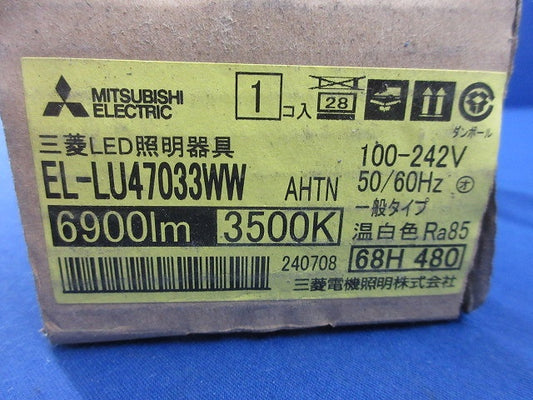 MITSUBISHI
ELECTRIC
1 コ入
28
ダンボール
三菱LED照明器具
100-242V
EL-LU47033WW AHTN
50/60Hz オ
一般タイプ
6900lm 3500K
温白色 Ra85
240708
68H 480
三菱電機照明株式会社